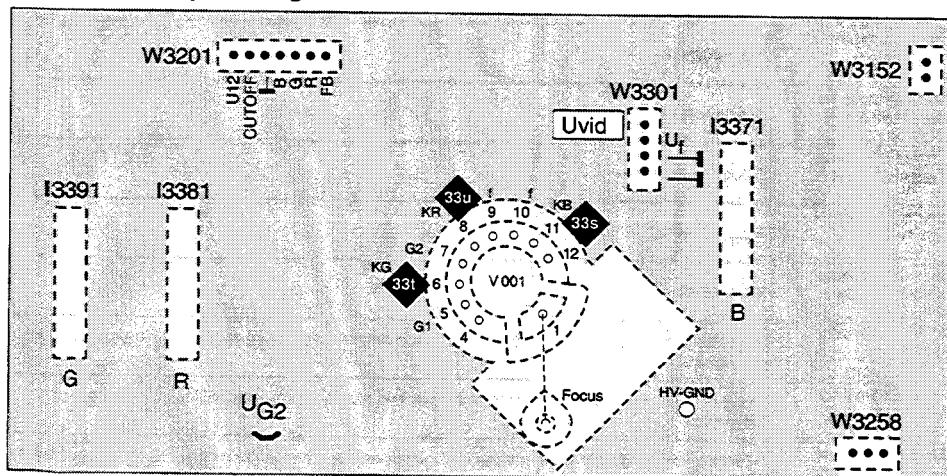 W3201
U12
CUTOFF
B
G
R
FB
W3152
W3301
Uvid
Uf
I3371
B
I3391
G
I3381
R
33u
KR
f
f
KB
33s
9
10
8
11
G2
7
12
KG
33t
6
V001
5
G1
4
1
Focus
HV-GND
UG2
W3258